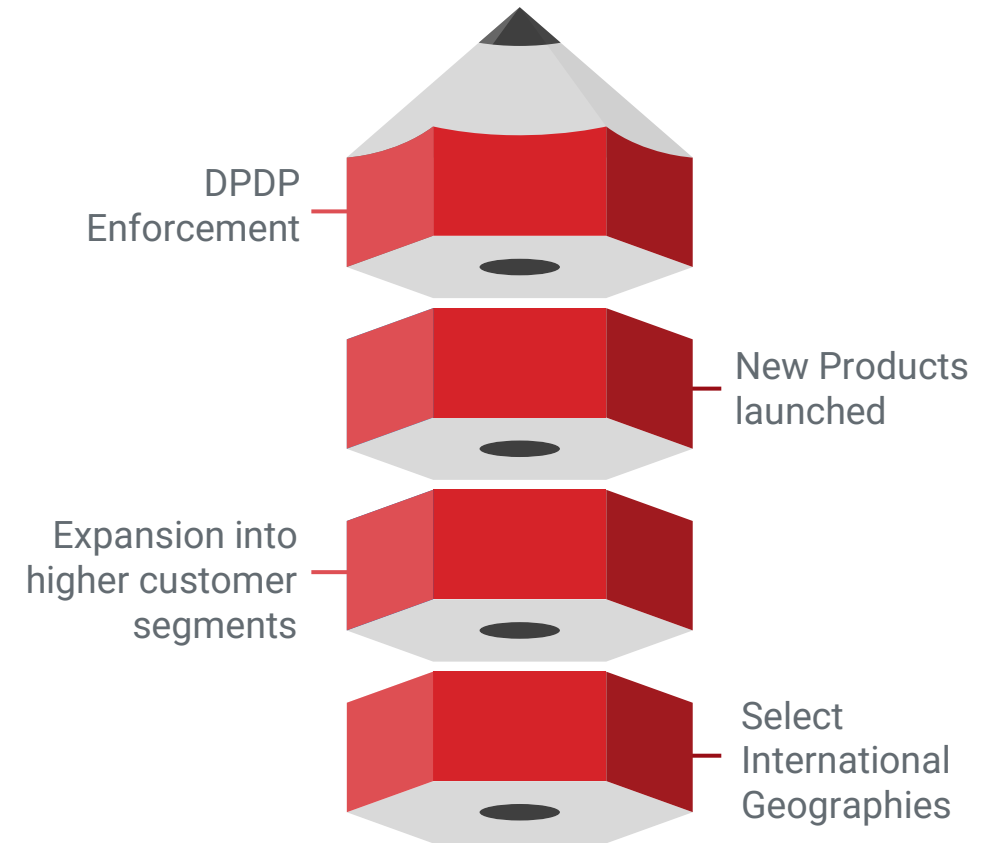 DPDP
Enforcement
New Products
launched
Expansion into
higher customer
segments
Select
International
Geographies